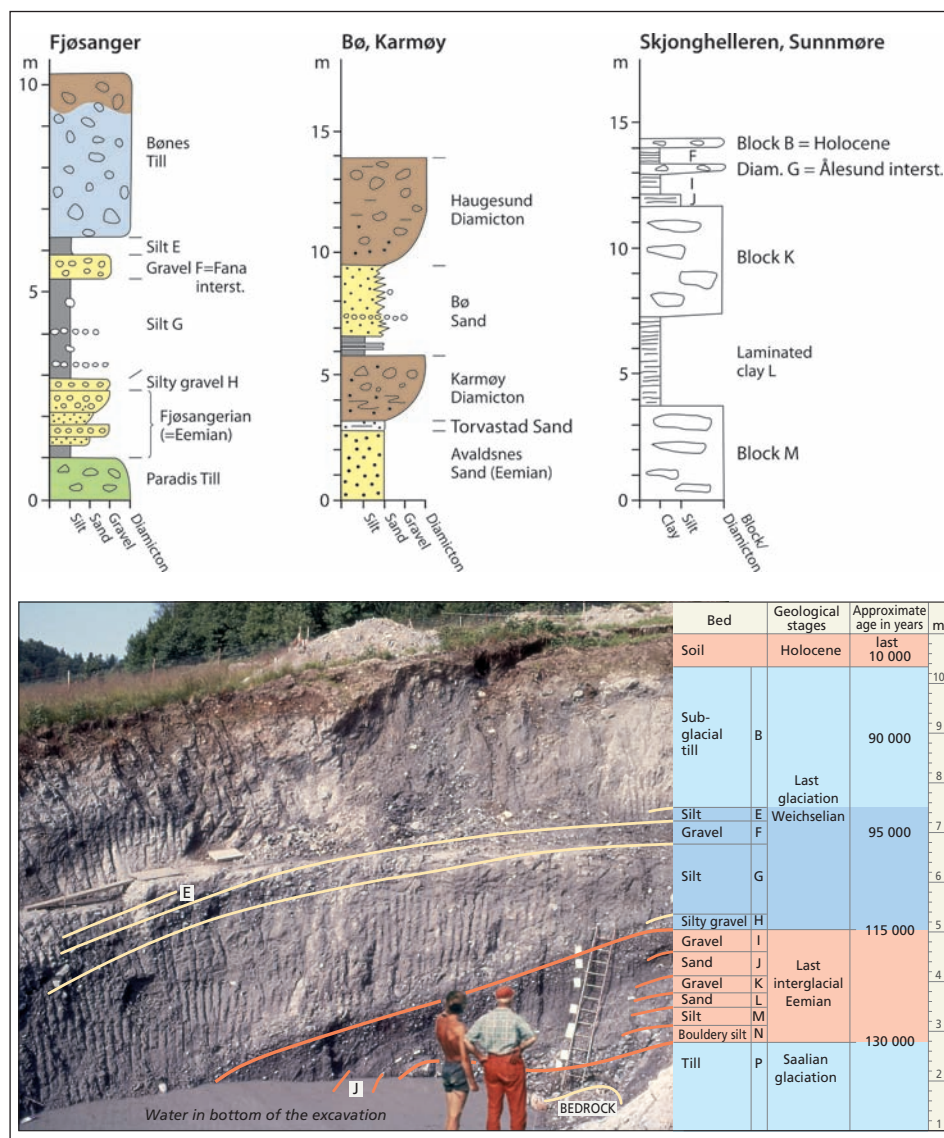 Fjøsanger
m
10
5
0
Bønes
Till
Silt E
Gravel F=Fana
interst.
Silt G
Silty gravel H
Fjøsangerian
(=Eemian)
Paradis Till
Silt
Sand
Gravel
Diamicton
Bø, Karmøy
m
15
10
5
0
Haugesund
Diamicton
Bø
Sand
Karmøy
Diamicton
Torvastad Sand
Avaldsnes
Sand (Eemian)
Silt
Sand
Gravel
Diamicton
Skjonghelleren, Sunnmøre
m
15
10
5
0
F
I
J
Block B = Holocene
Diam. G = Ålesund interst.
Block K
Laminated
clay L
Block M
Clay
Silt
Block/
Diamicton
E
J
Water in bottom of the excavation
BEDROCK
Bed Geological stages Approximate age in years m
Soil Holocene last 10 000
Sub-
glacial
till B 90 000
Last
glaciation
Weichselian
Silt E
Gravel F 95 000
Silt G
Silty gravel H
115 000
Gravel I
Sand J
Gravel K
Sand L
Silt M
Bouldery silt N
Last
interglacial
Eemian
130 000
Till P Saalian
glaciation
10
9
8
7
6
5
4
3
2
1